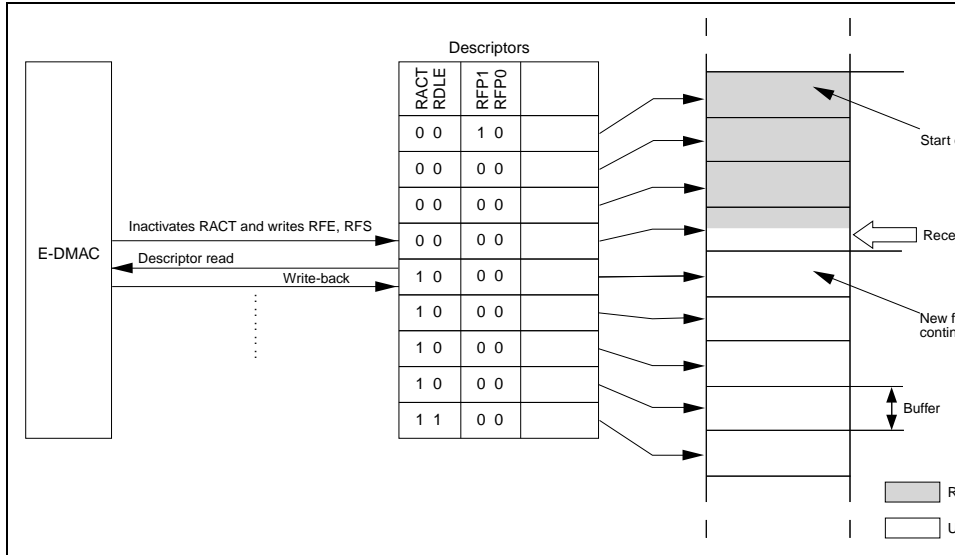 Descriptors
RACT
RDLE
RFP1
RFP0
0 0 1 0
0 0 0 0
0 0 0 0
0 0 0 0
1 0 0 0
1 0 0 0
1 0 0 0
1 0 0 0
1 1 0 0
E-DMAC
Inactivates RACT and writes RFE, RFS
Descriptor read
Write-back
Start
New
Buffer